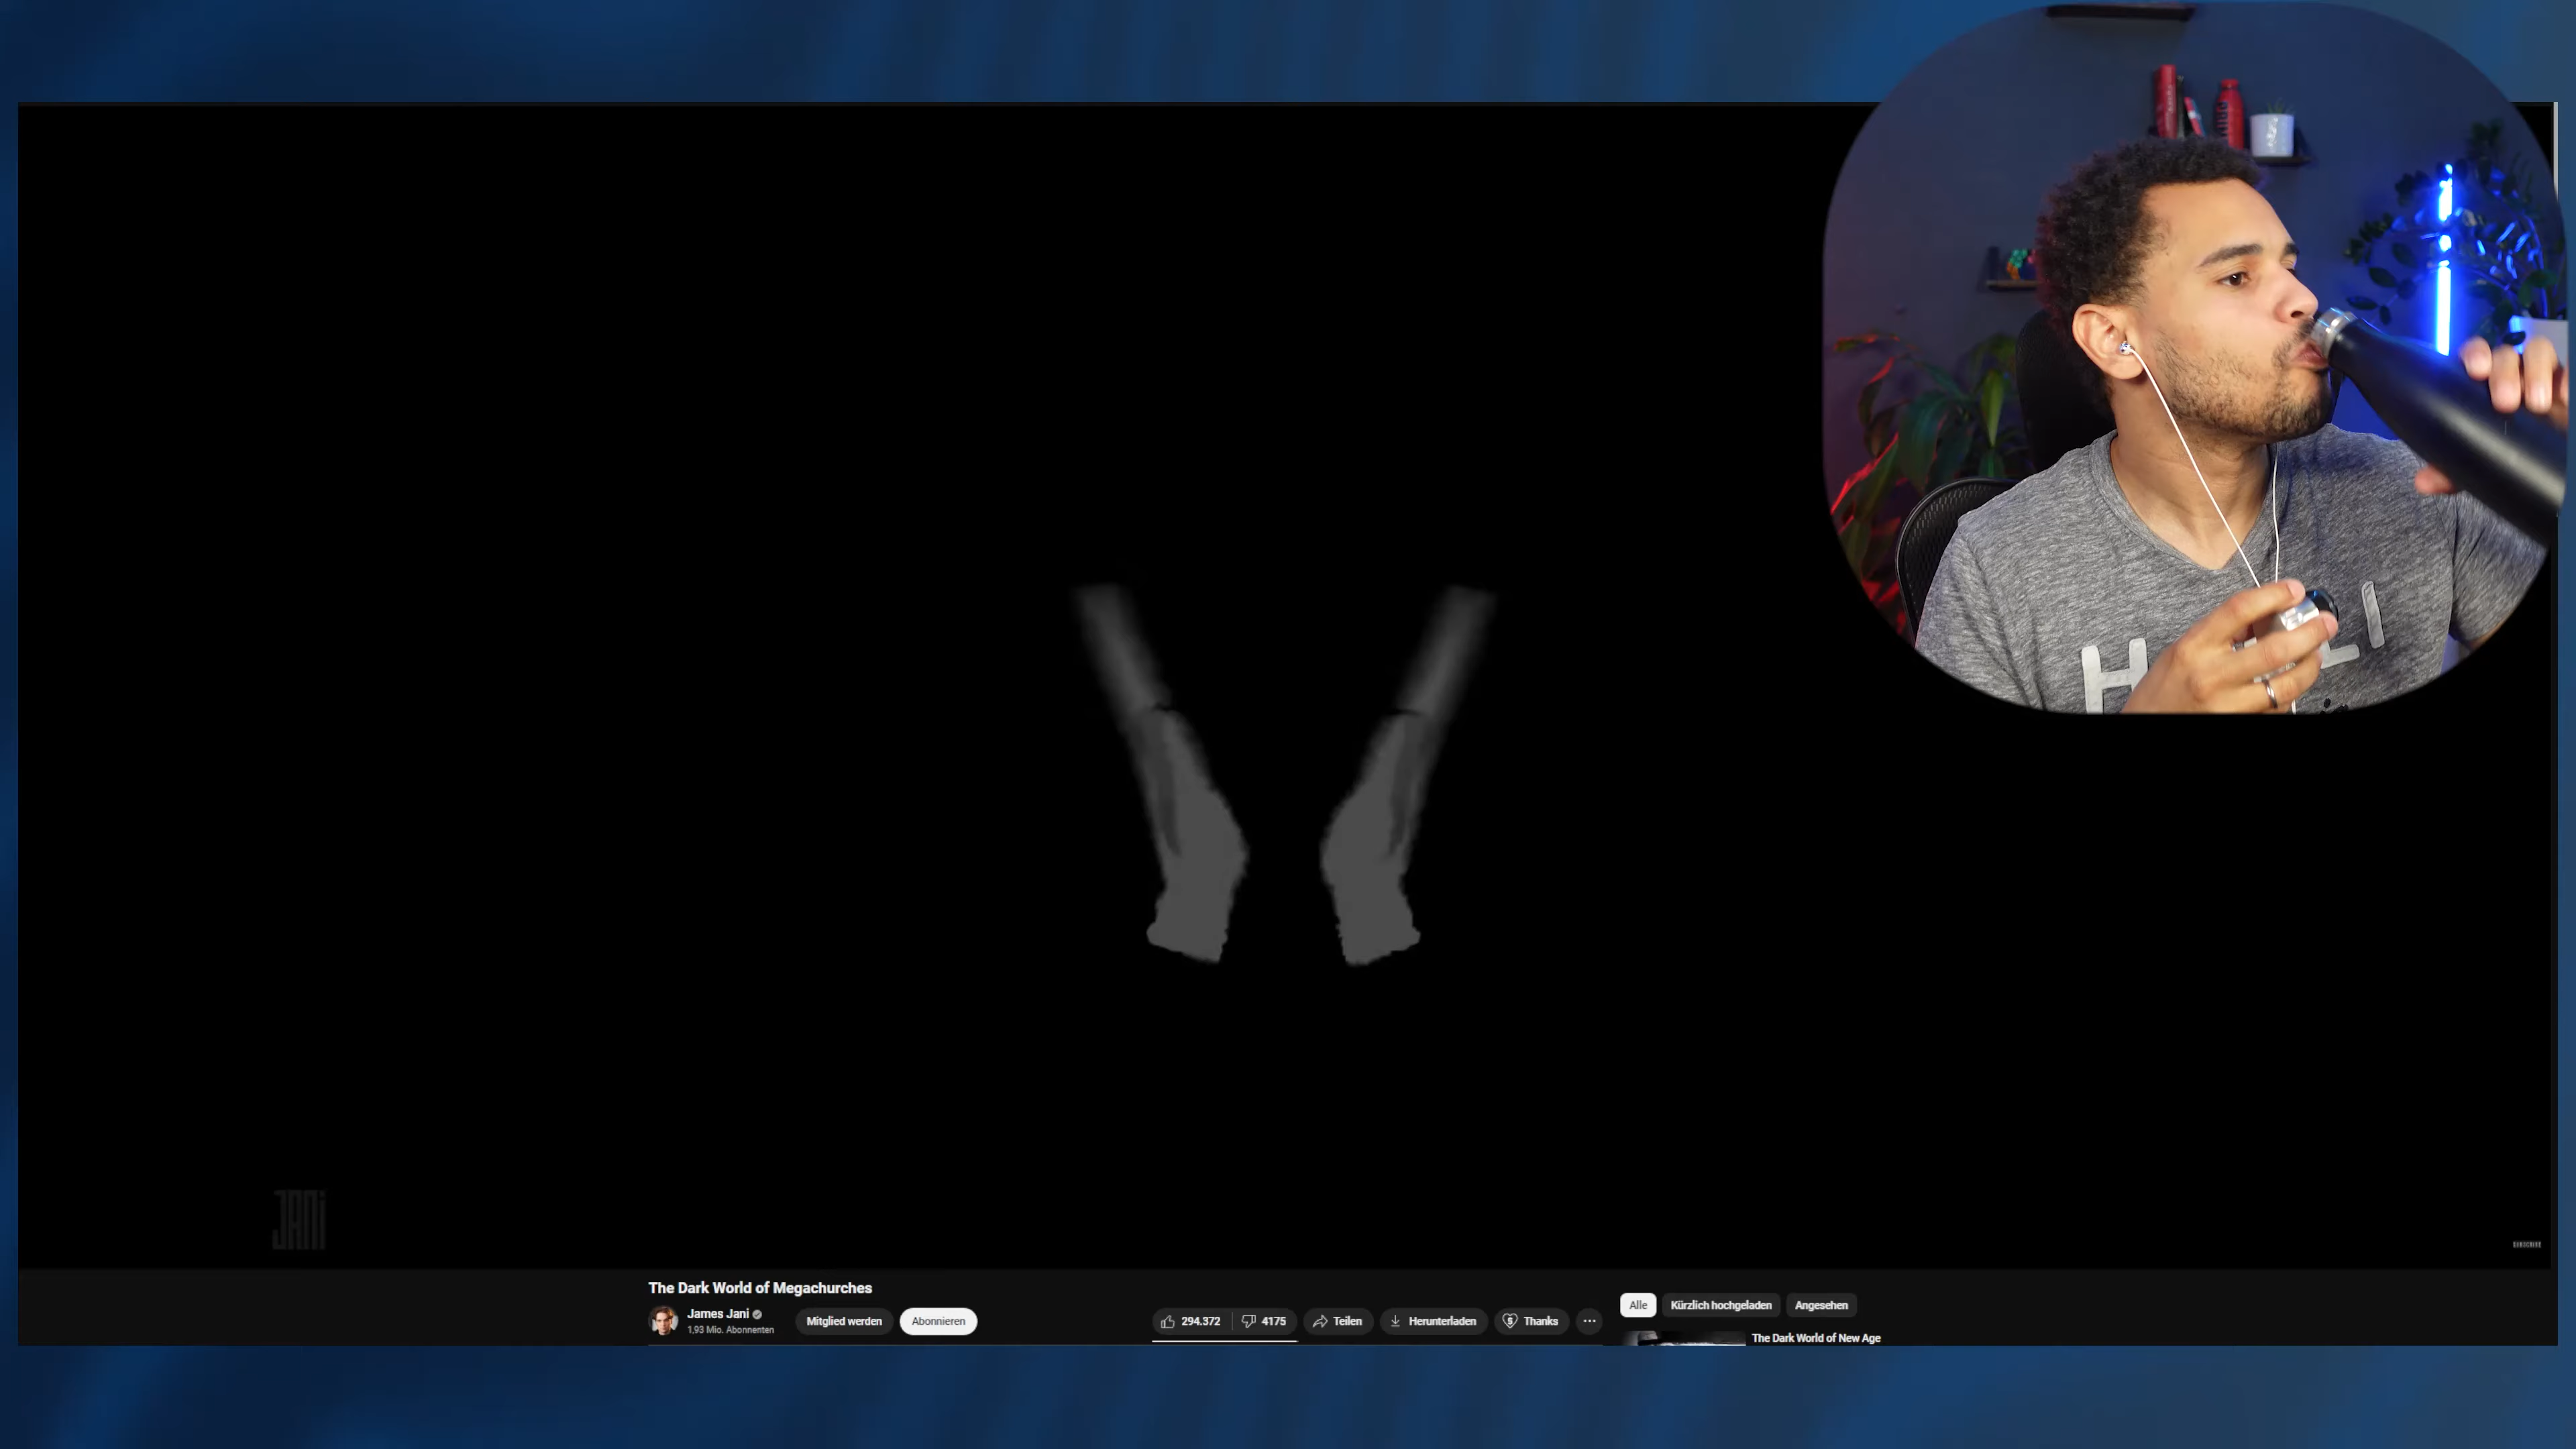 JANI
The Dark World of Megachurches
James Jani
1,93 Mio. Abonnenten
Mitglied werden
Abonnieren
294.372
4175
Teilen
Herunterladen
Thanks
Alle
Kürzlich hochgeladen
Angesehen
The Dark World of New Age